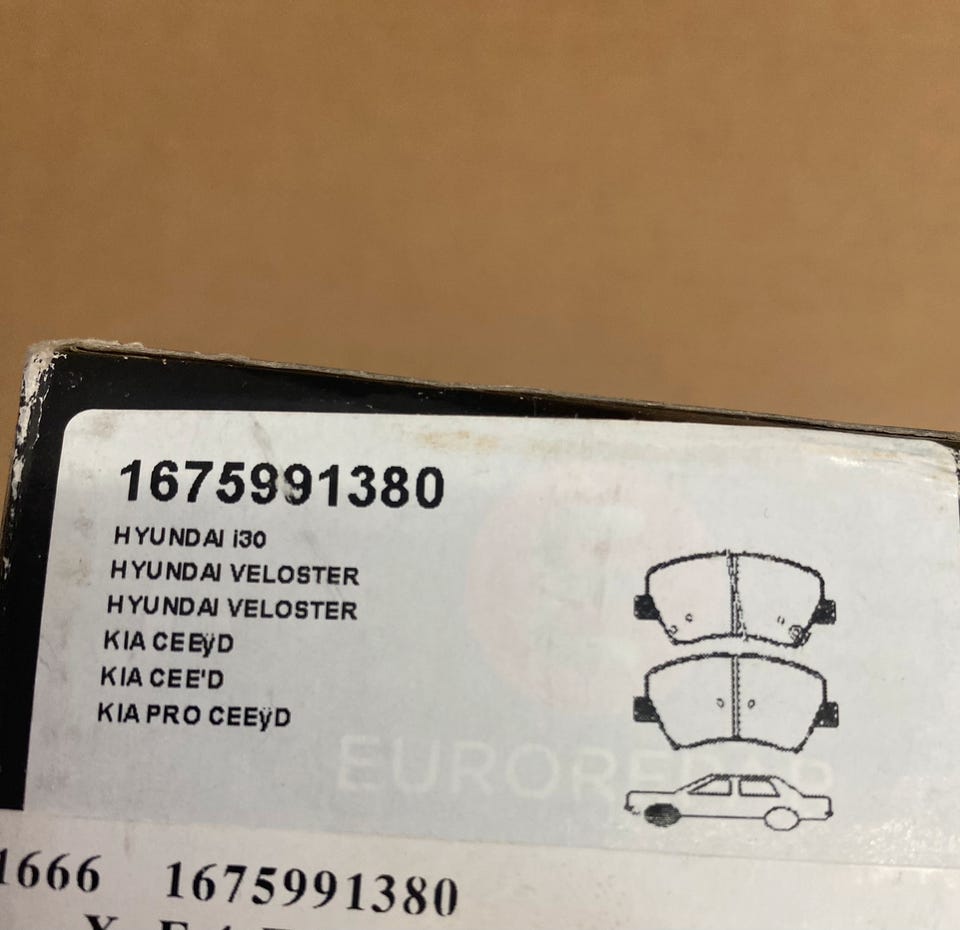 1675991380
HYUNDAI i30
HYUNDAI VELOSTER
HYUNDAI VELOSTER
KIA CEEÿD
KIA CEE'D
KIA PRO CEEÿD
EUROREPAR
1666 1675991380